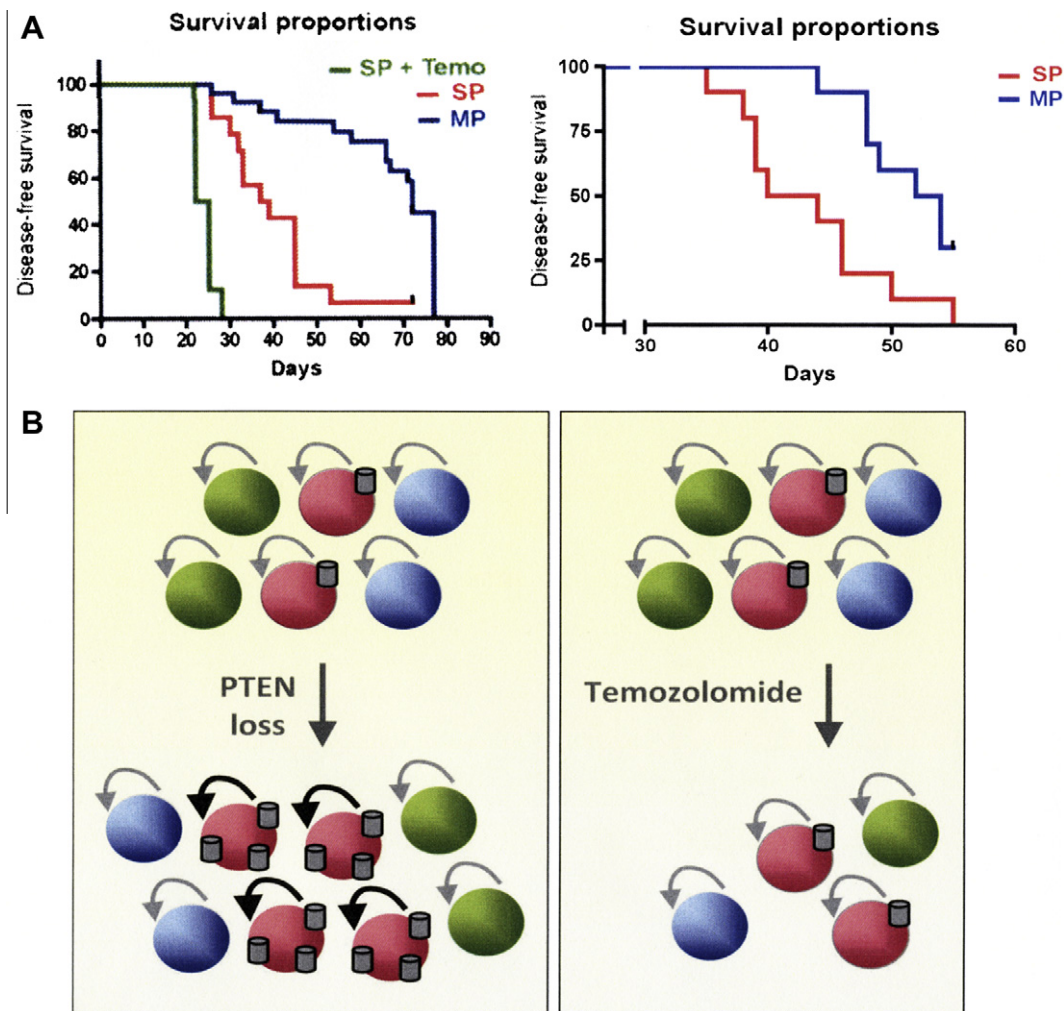 A
Survival proportions
SP + Temo
SP
MP
Disease-free survival
100
80
60
40
20
0
0 10 20 30 40 50 60 70 80 90
Days
Survival proportions
SP
MP
Disease-free survival
100
75
50
25
0
30 40 50 60
Days
B
PTEN
loss
Temozolomide